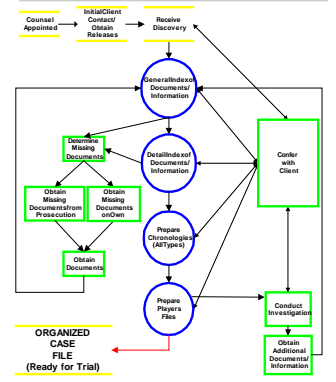 Counsel
Appointed
InitialClient
Contact/
Obtain
Releases
Receive
Discovery
GeneralIndexof
Documents/
Information
Determine
Missing
Documents
DetailIndexof
Documents/
Information
Confer
with
Client
Obtain
Missing
Documentsfrom
Prosecution
Obtain
Missing
Documents
onOwn
Prepare
Chronologies
(AllTypes)
Obtain
Documents
Prepare
Players
Files
Conduct
Investigation
ORGANIZED
CASE
FILE
(Ready for Trial)
Obtain
Additional
Documents/
Information